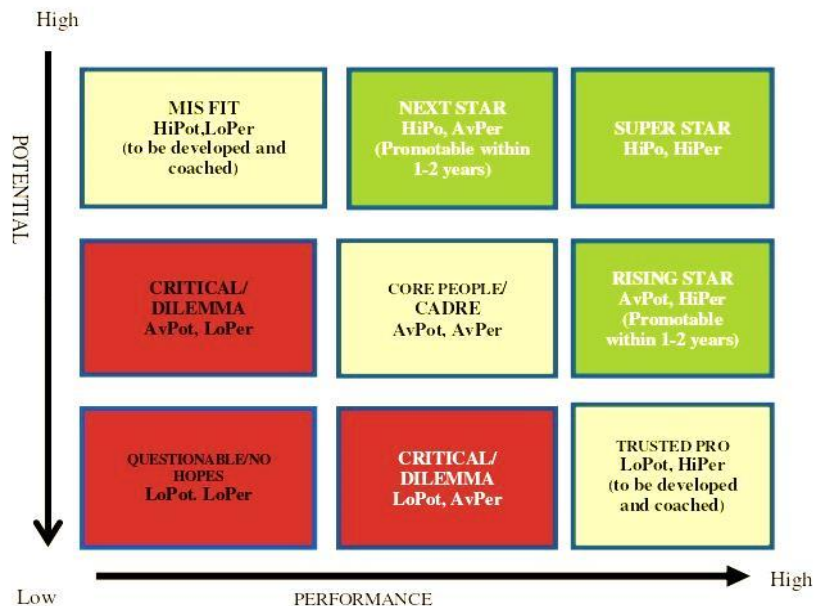 High
POTENTIAL
MIS FIT
HiPot,LoPer
(to be developed and
coached)
NEXT STAR
HiPo, AvPer
(Promotable within
1-2 years)
SUPER STAR
HiPo, HiPer
CRITICAL/
DILEMMA
AvPot, LoPer
CORE PEOPLE/
CADRE
AvPot, AvPer
RISING STAR
AvPot, HiPer
(Promotable
within 1-2 years)
QUESTIONABLE/NO
HOPES
LoPot. LoPer
CRITICAL/
DILEMMA
LoPot, AvPer
TRUSTED PRO
LoPot, HiPer
(to be developed
and coached)
Low
PERFORMANCE
High